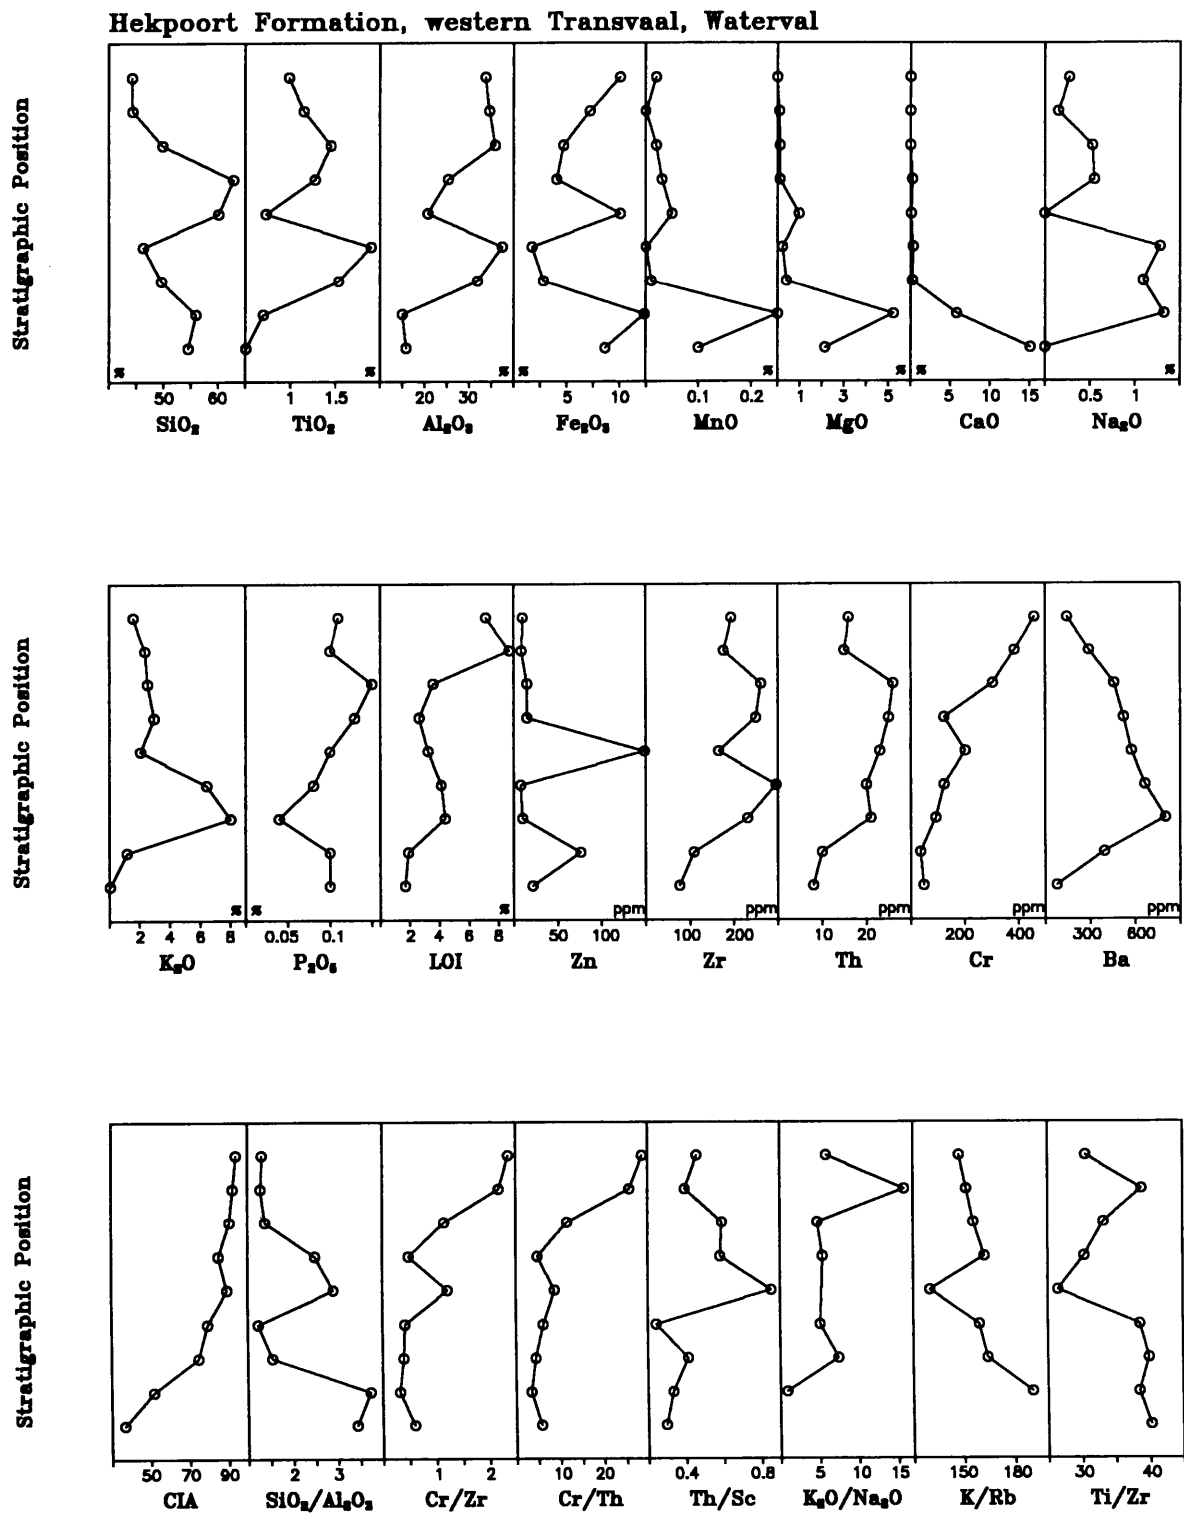 Hekpoort Formation, western Transvaal, Waterval
Stratigraphic Position
% % % % % % % %
50 60 1 1.5 20 30 5 10 0.1 0.2 1 3 5 5 10 15 0.5 1
SiO₂ TiO₂ Al₂O₃ Fe₂O₃ MnO MgO CaO Na₂O
Stratigraphic Position
% % % ppm ppm ppm ppm ppm
2 4 6 8 0.05 0.1 2 4 6 8 50 100 100 200 10 20 200 400 300 600
K₂O P₂O₅ LOI Zn Zr Th Cr Ba
Stratigraphic Position
50 70 90 2 3 1 2 10 20 0.4 0.8 5 10 15 150 180 30 40
CIA SiO₂/Al₂O₃ Cr/Zr Cr/Th Th/Sc K₂O/Na₂O K/Rb Ti/Zr